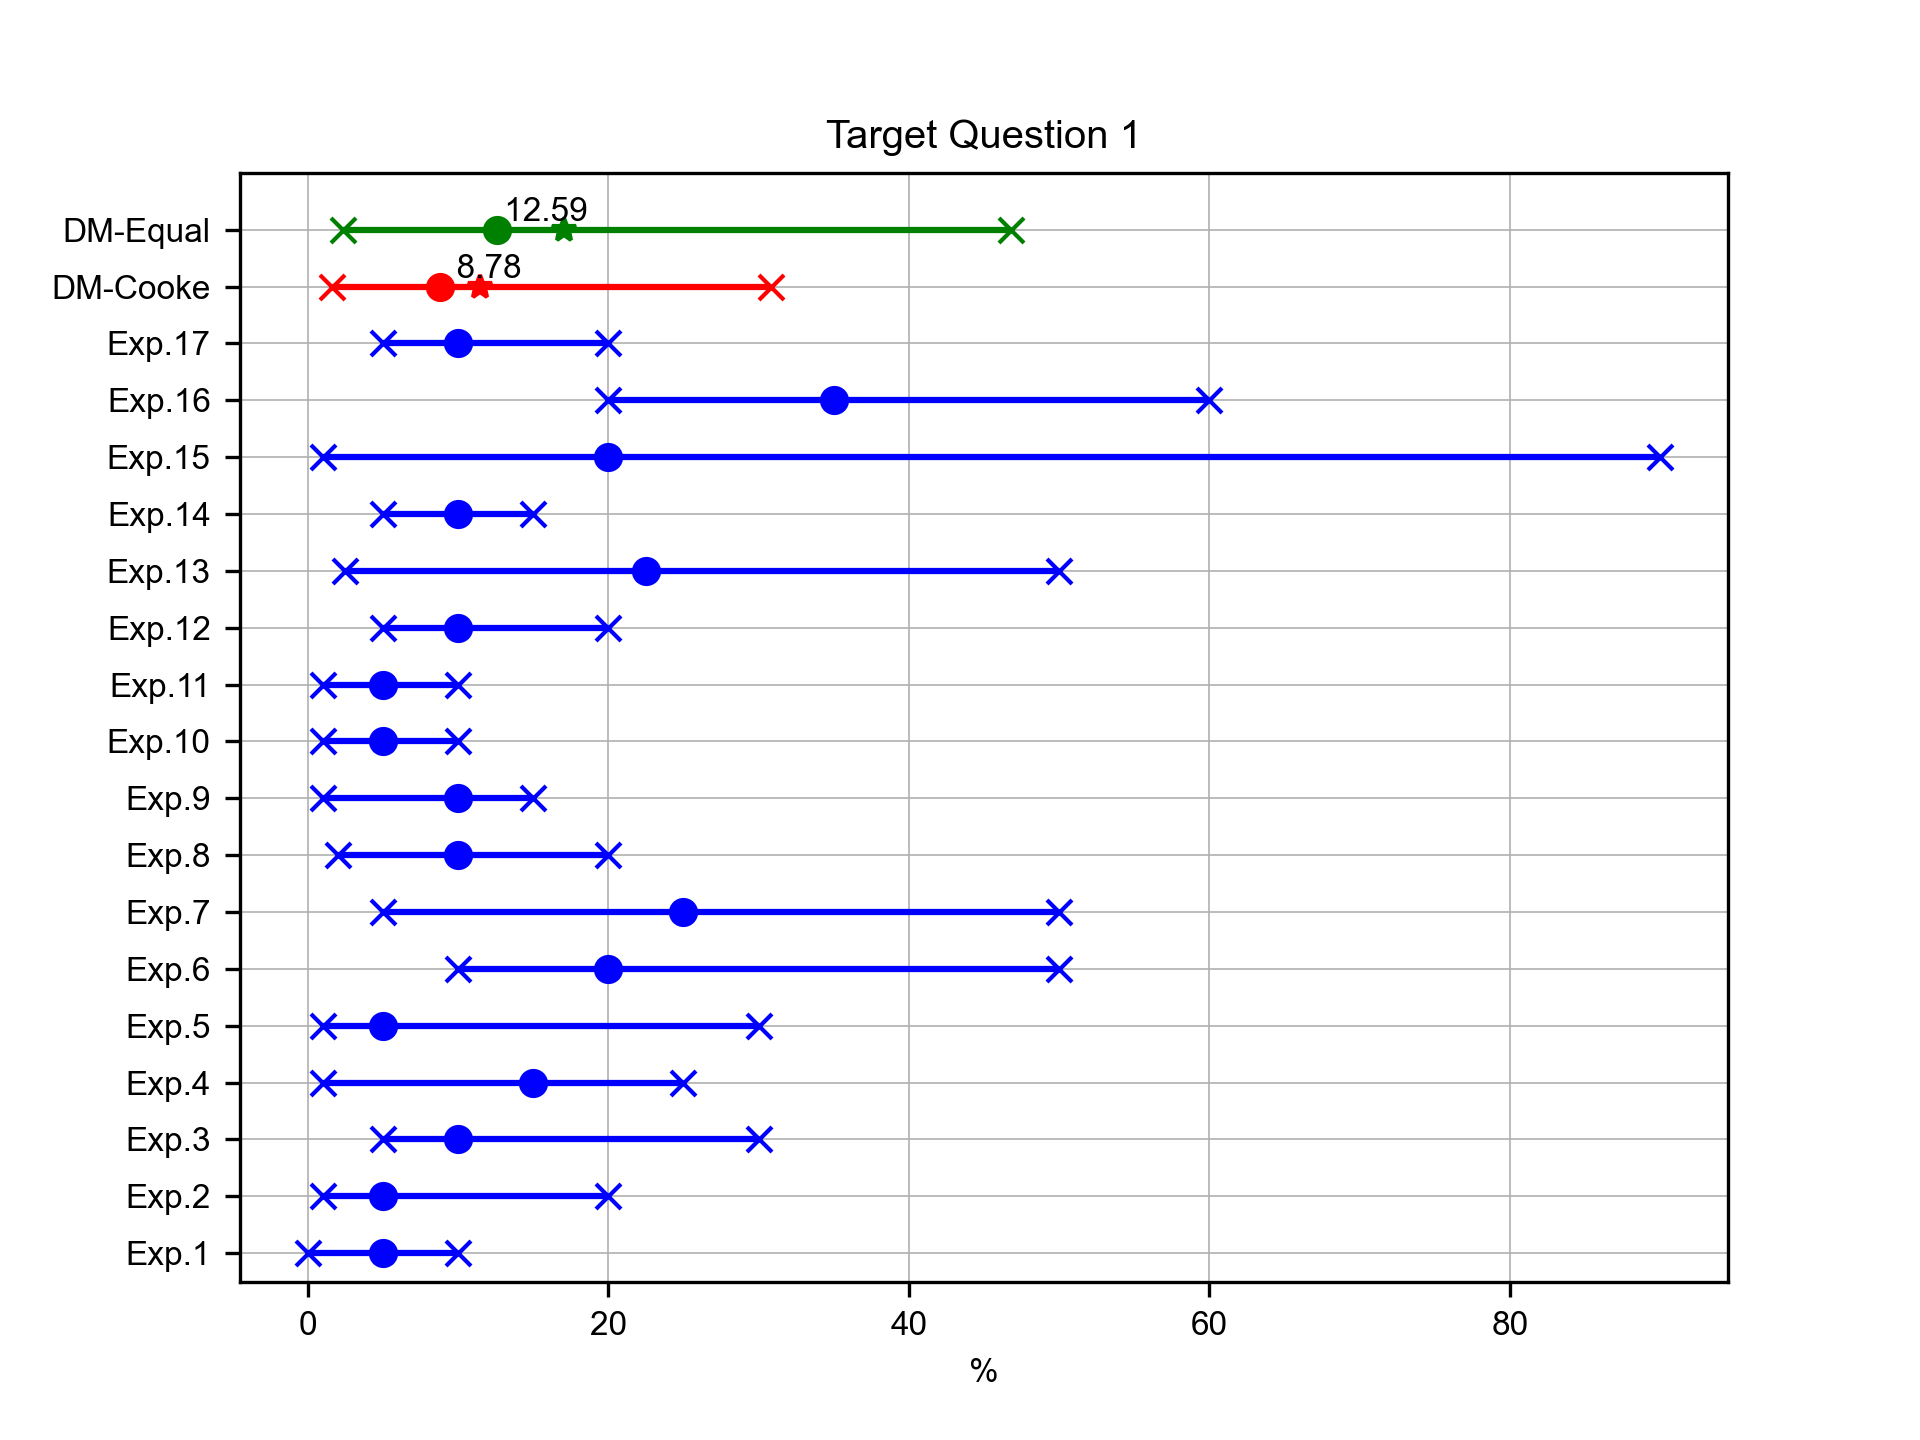 Target Question 1
DM-Equal
12.59
DM-Cooke
8.78
Exp.17
Exp.16
Exp.15
Exp.14
Exp.13
Exp.12
Exp.11
Exp.10
Exp.9
Exp.8
Exp.7
Exp.6
Exp.5
Exp.4
Exp.3
Exp.2
Exp.1
0 20 40 60 80
%